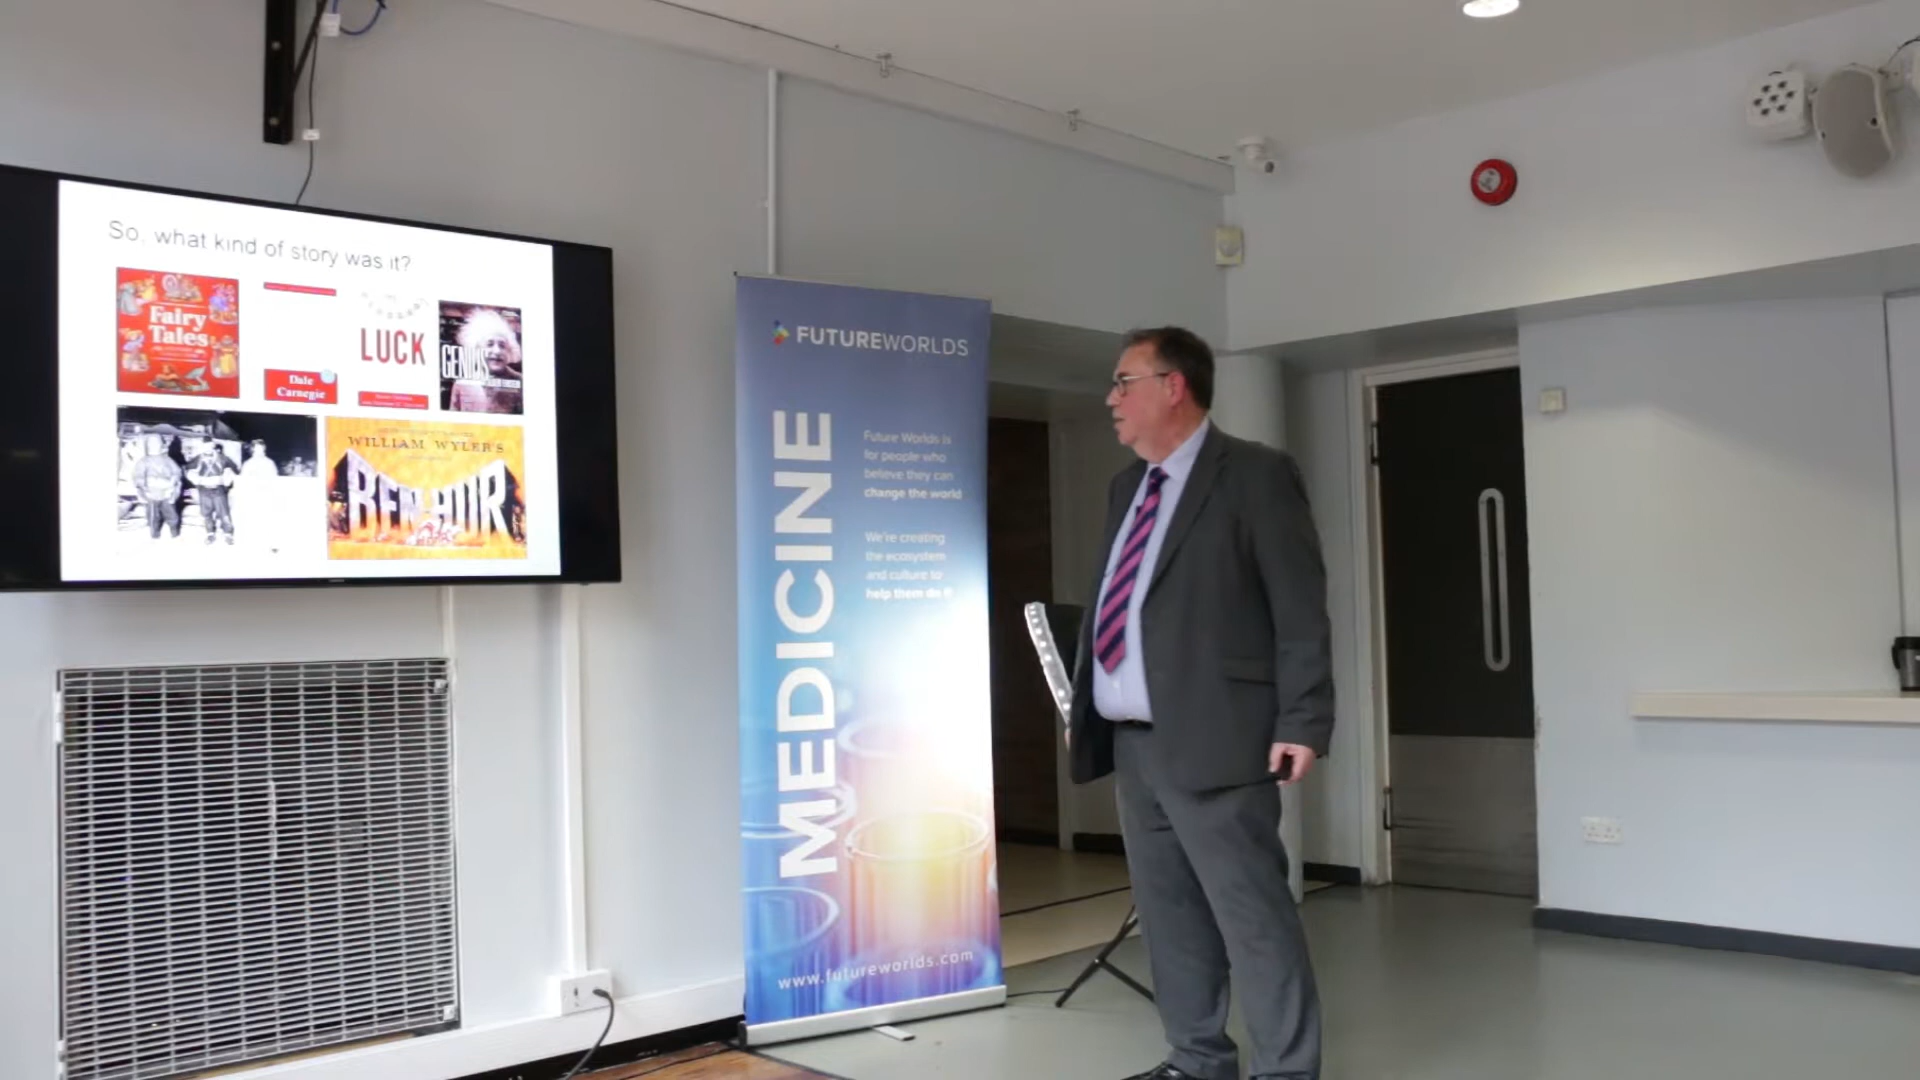 So, what kind of story was it?
Fairy
Tales
Dale
Carnegie
LUCK
GENIUS
WILLIAM WYLER'S
BEN-HUR
FUTUREWORLDS
MEDICINE
Future Worlds is
for people who
believe they can
change the world
We're creating
the ecosystem
and culture to
help them do it
www.futureworlds.com